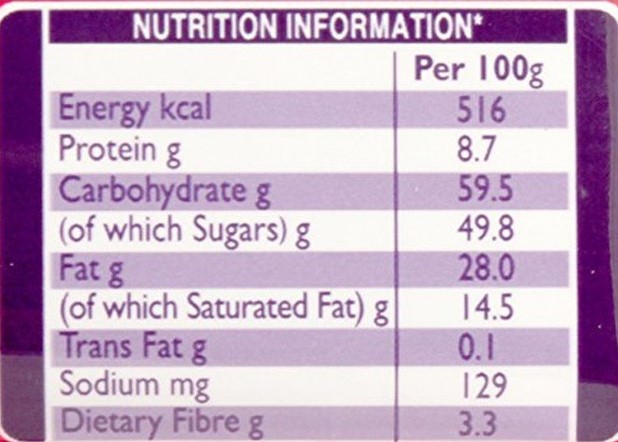 NUTRITION INFORMATION*
Per 100g
Energy kcal 516
Protein g 8.7
Carbohydrate g 59.5
(of which Sugars) g 49.8
Fat g 28.0
(of which Saturated Fat) g 14.5
Trans Fat g 0.1
Sodium mg 129
Dietary Fibre g 3.3